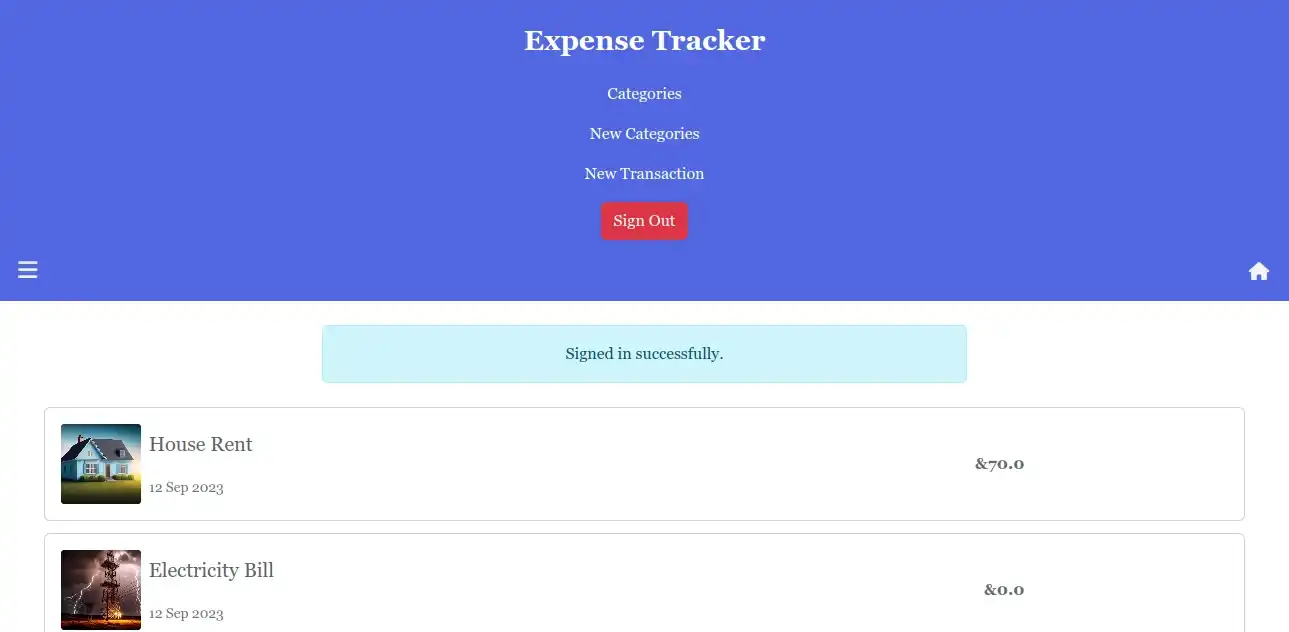 Expense Tracker
Categories
New Categories
New Transaction
Sign Out
Signed in successfully.
House Rent
12 Sep 2023
&70.0
Electricity Bill
12 Sep 2023
&0.0